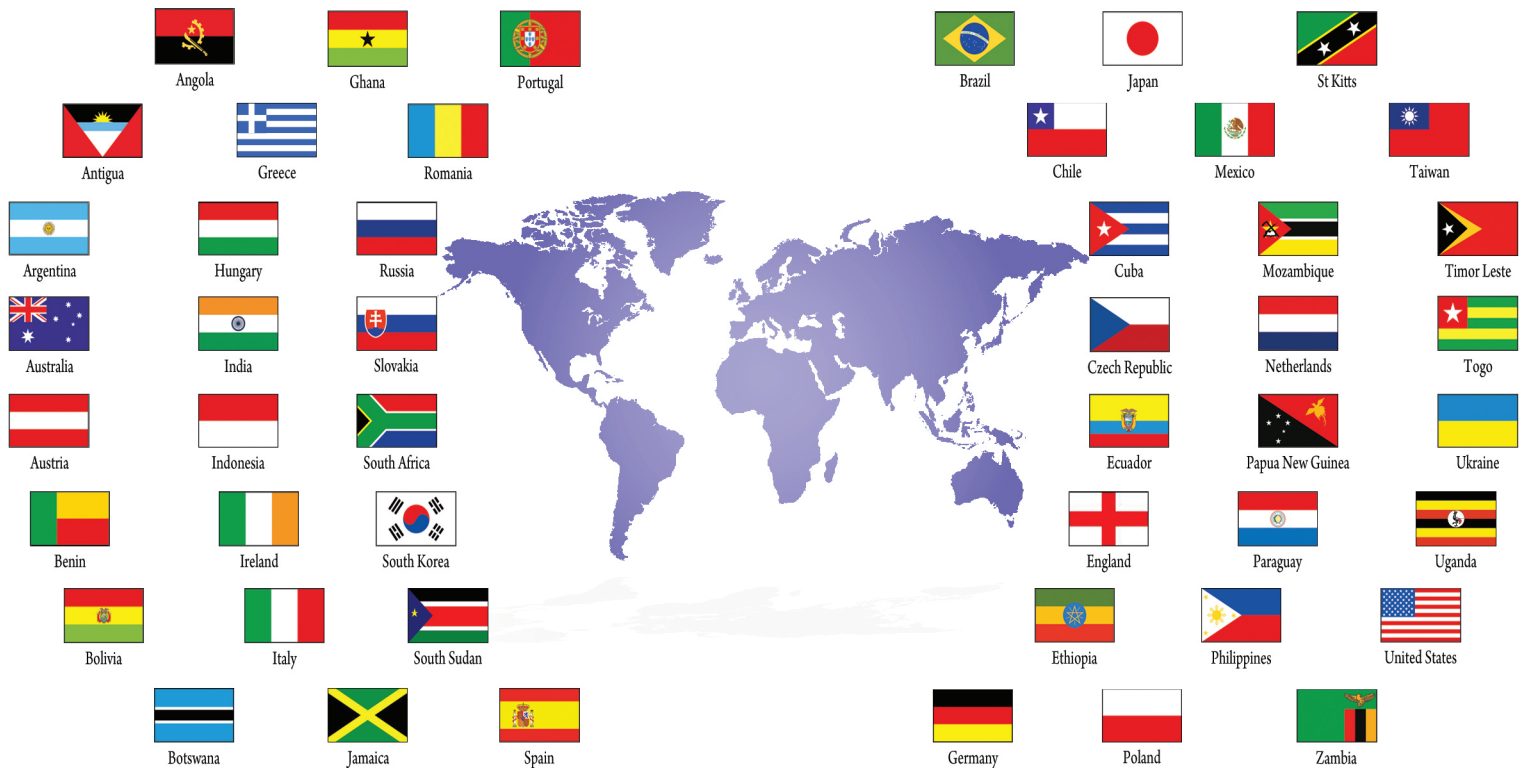 Angola Ghana Portugal Brazil Japan St Kitts
Antigua Greece Romania Chile Mexico Taiwan
Argentina Hungary Russia Cuba Mozambique Timor Leste
Australia India Slovakia Czech Republic Netherlands Togo
Austria Indonesia South Africa Ecuador Papua New Guinea Ukraine
Benin Ireland South Korea England Paraguay Uganda
Bolivia Italy South Sudan Ethiopia Philippines United States
Botswana Jamaica Spain Germany Poland Zambia